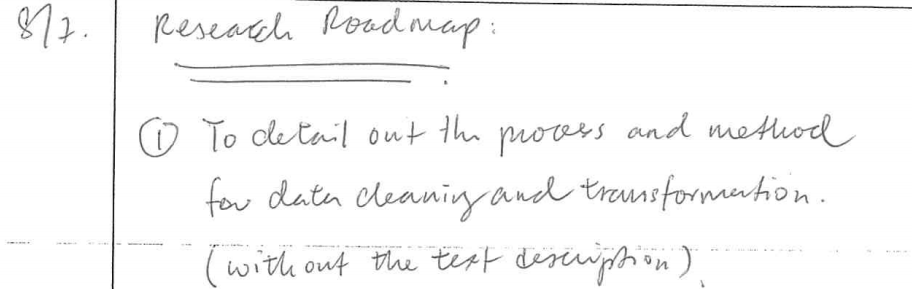 8/7.
Research Roadmap:
① To detail out the process and method
for data cleaning and transformation.
(without the text description)